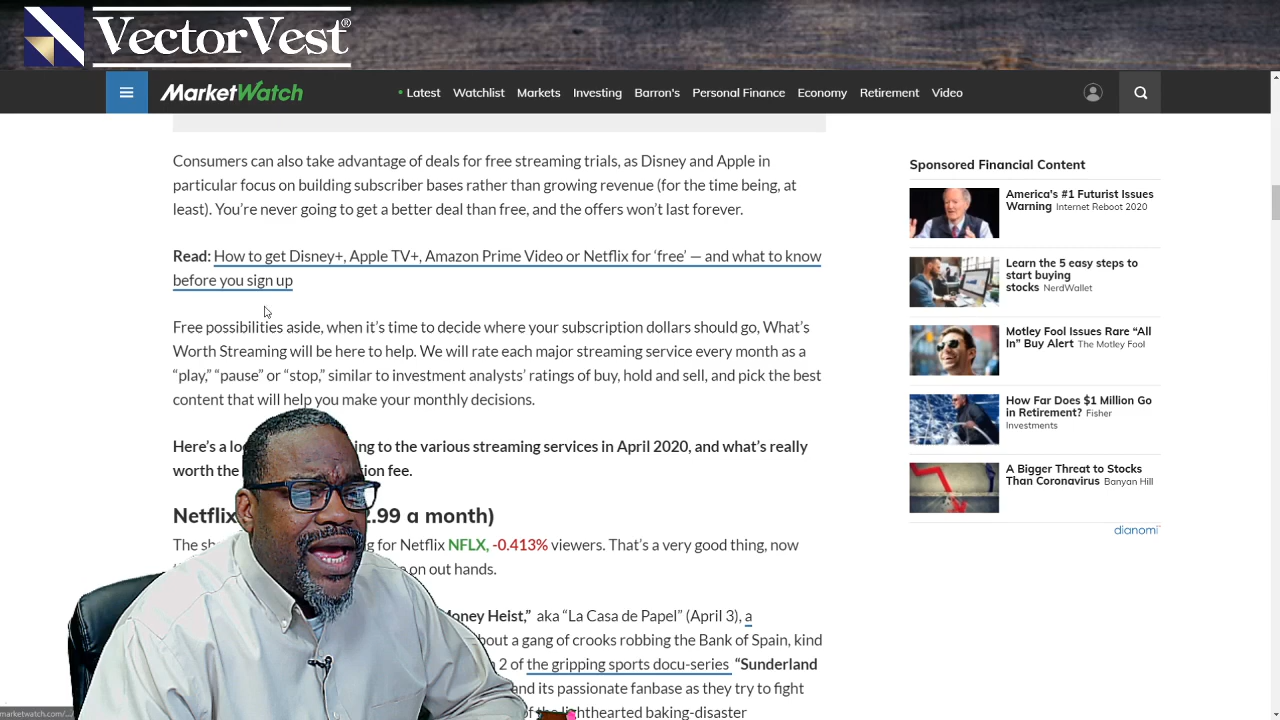 VectorVest®
MarketWatch
Latest Watchlist Markets Investing Barron's Personal Finance Economy Retirement Video
Consumers can also take advantage of deals for free streaming trials, as Disney and Apple in
particular focus on building subscriber bases rather than growing revenue (for the time being, at
least). You’re never going to get a better deal than free, and the offers won’t last forever.
Read: How to get Disney+, Apple TV+, Amazon Prime Video or Netflix for ‘free’ — and what to know
before you sign up
Free possibilities aside, when it’s time to decide where your subscription dollars should go, What’s
Worth Streaming will be here to help. We will rate each major streaming service every month as a
“play,” “pause” or “stop,” similar to investment analysts’ ratings of buy, hold and sell, and pick the best
content that will help you make your monthly decisions.
Here’s a to the various streaming services in April 2020, and what’s really
worth the fee.
Netflix a month)
The for Netflix NFLX, -0.413% viewers. That’s a very good thing, now
on out hands.
Heist,” aka “La Casa de Papel” (April 3), a
about a gang of crooks robbing the Bank of Spain, kind
2 of the gripping sports docu-series “Sunderland
and its passionate fanbase as they try to fight
of the lighthearted baking-disaster
Sponsored Financial Content
America's #1 Futurist Issues
Warning Internet Reboot 2020
Learn the 5 easy steps to
start buying
stocks NerdWallet
Motley Fool Issues Rare “All
In” Buy Alert The Motley Fool
How Far Does $1 Million Go
in Retirement? Fisher
Investments
A Bigger Threat to Stocks
Than Coronavirus Banyan Hill
dianomi
marketwatch.com/.../